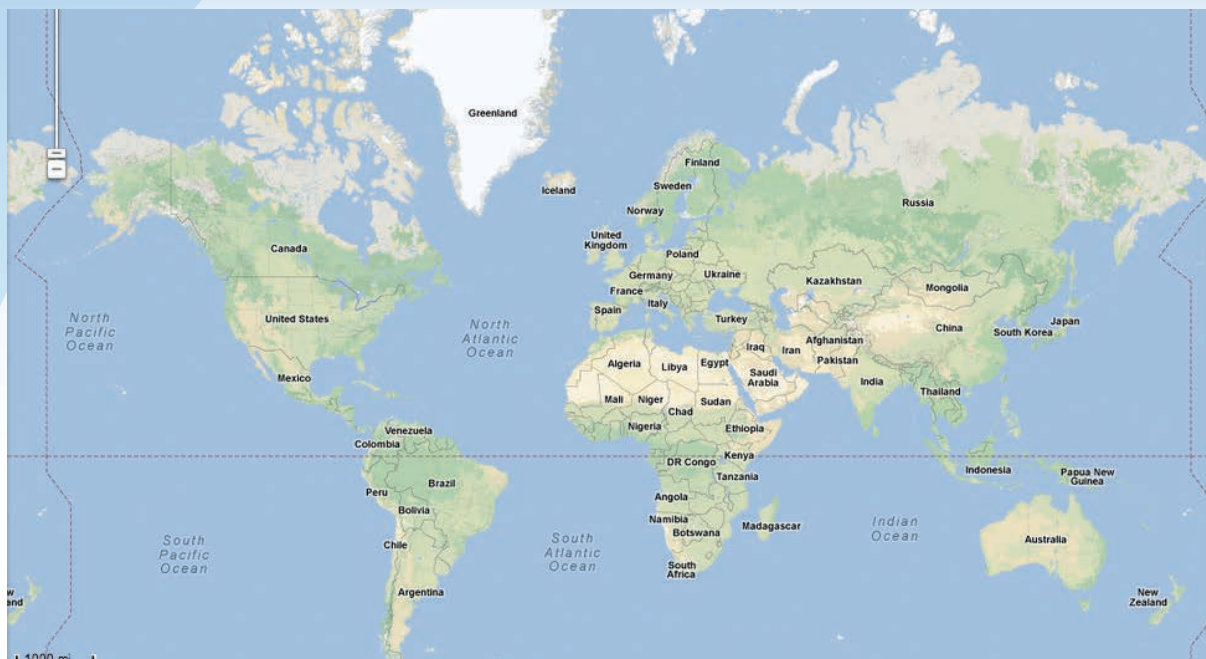 Greenland
Iceland
Finland
Sweden
Norway
Russia
United
Kingdom
Canada
Poland
Germany
Ukraine
Kazakhstan
Mongolia
France
Italy
Spain
Turkey
North
Pacific
Ocean
United States
North
Atlantic
Ocean
China
South Korea
Japan
Afghanistan
Iraq
Iran
Pakistan
Algeria
Libya
Egypt
Saudi
Arabia
India
Mexico
Mali
Niger
Sudan
Chad
Thailand
Nigeria
Ethiopia
Venezuela
Colombia
Kenya
DR Congo
Tanzania
Indonesia
Papua New
Guinea
Peru
Brazil
Bolivia
Angola
Namibia
Botswana
Madagascar
Indian
Ocean
Australia
South
Pacific
Ocean
Chile
South
Atlantic
Ocean
South
Africa
Argentina
New
Zealand
w
and